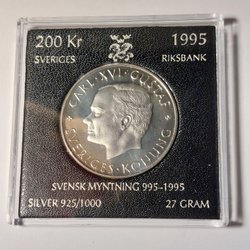 200 Kr 1995
SVERIGES RIKSBANK
CARL·XVI·GUSTAF
SVERIGES·KONUNG
SVENSK MYNTNING 995-1995
SILVER 925/1000 27 GRAM